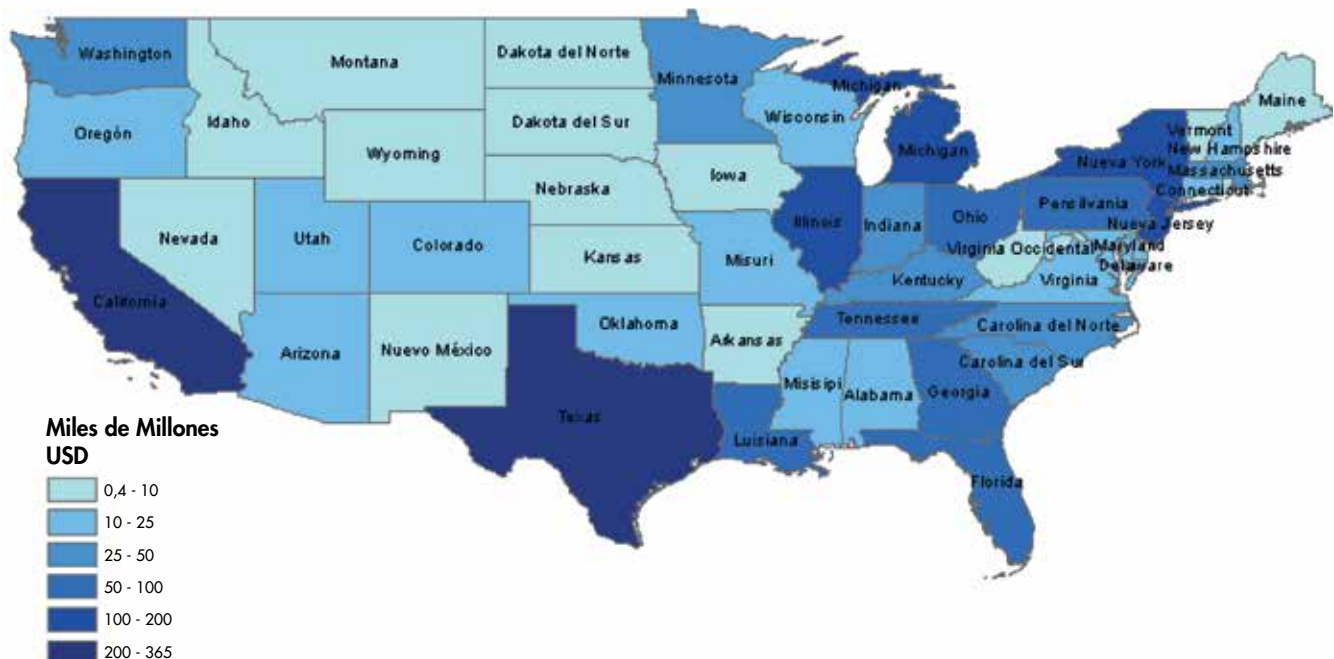 Washington
Montana
Dakota del Norte
Minnesota
Michigan
Maine
Oregón
Idaho
Dakota del Sur
Wisconsin
Vermont
New Hampshire
Wyoming
Michigan
Nueva York
Massachusetts
Iowa
Connecticut
Nebraska
Pensilvania
Nevada
Utah
Colorado
Illinois
Indiana
Ohio
Nueva Jersey
Kansas
Misuri
Virginia Occidental
Maryland
Delaware
California
Kentucky
Virginia
Arizona
Nuevo México
Oklahoma
Tennessee
Carolina del Norte
Arkansas
Carolina del Sur
Misisipi
Alabama
Georgia
Texas
Luisiana
Florida
Miles de Millones
USD
0,4 - 10
10 - 25
25 - 50
50 - 100
100 - 200
200 - 365